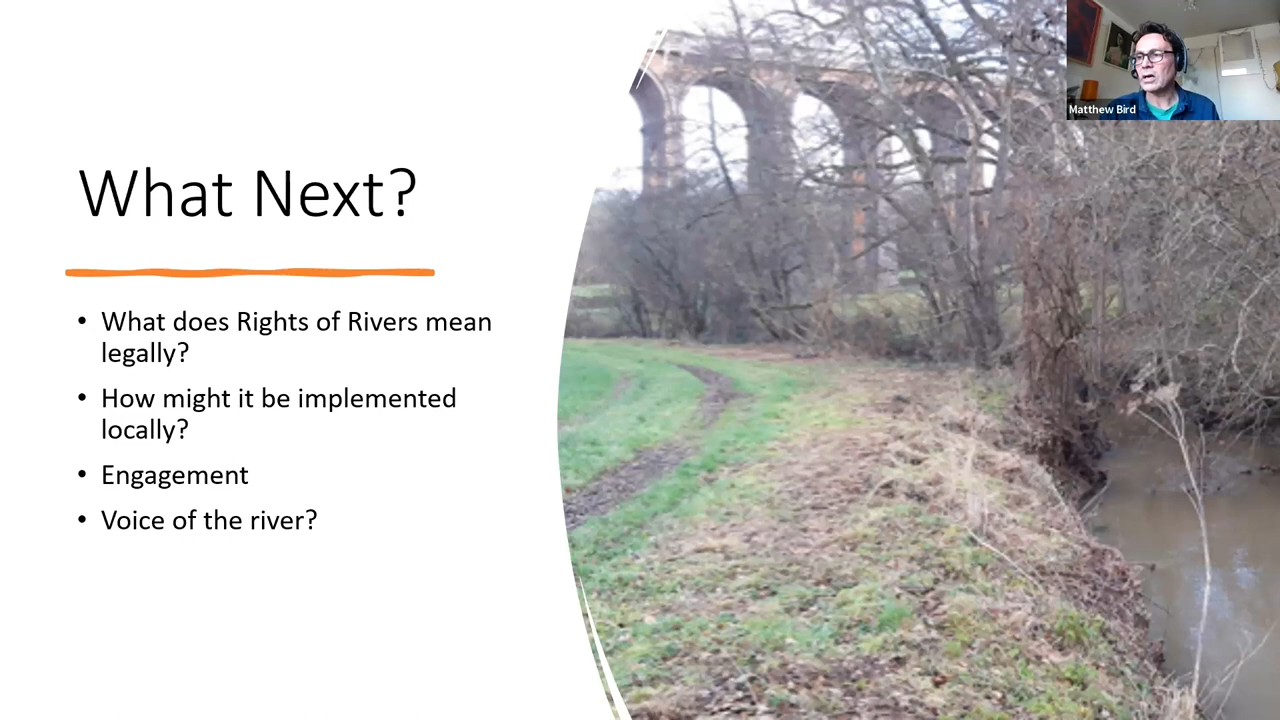 What Next?
• What does Rights of Rivers mean
legally?
• How might it be implemented
locally?
• Engagement
• Voice of the river?
Matthew Bird